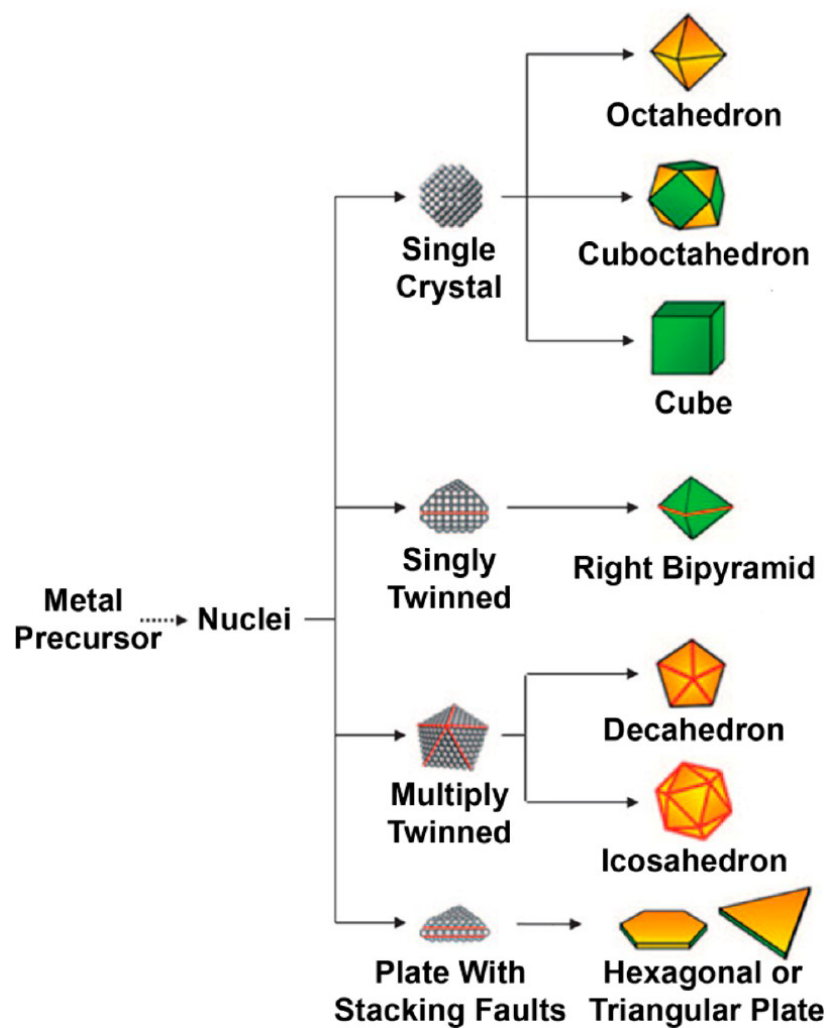 Octahedron
Single
Crystal
Cuboctahedron
Cube
Singly
Twinned
Right Bipyramid
Metal
Precursor
Nuclei
Multiply
Twinned
Decahedron
Icosahedron
Plate With
Stacking Faults
Hexagonal or
Triangular Plate